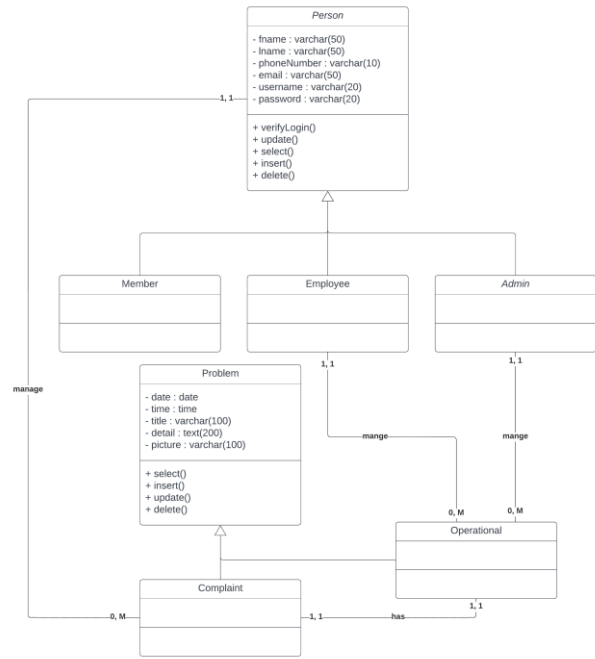 Person
- fname : varchar(50)
- lname : varchar(50)
- phoneNumber : varchar(10)
- email : varchar(50)
- username : varchar(20)
- password : varchar(20)
1, 1
+ verifyLogin()
+ update()
+ select()
+ insert()
+ delete()
Member
Employee
Admin
1, 1
1, 1
Problem
manage
- date : date
- time : time
- title : varchar(100)
- detail : text(200)
- picture : varchar(100)
mange
mange
+ select()
+ insert()
+ update()
+ delete()
0, M
0, M
Operational
Complaint
1, 1
0, M
1, 1
has